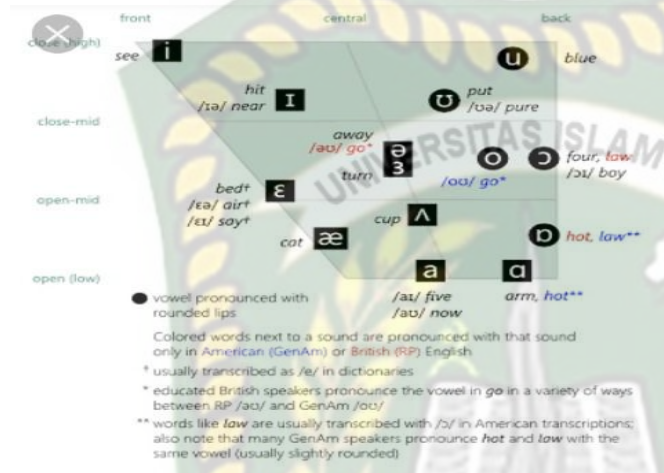 front central back
close (high)
see i u blue
hit ɪ ʊ put
/ɪə/ near /ʊə/ pure
close-mid
away ə
/əʊ/ go* UNIVERSITAS ISLAM
turn ɜ o ɔ four, law
/oʊ/ go* /ɔɪ/ boy
bed† ɛ
open-mid /ɛə/ air†
/ɛɪ/ say† cup ʌ
cat æ ɒ hot, law**
open (low) a ɑ
/aɪ/ five arm, hot**
/aʊ/ now
vowel pronounced with
rounded lips
Colored words next to a sound are pronounced with that sound
only in American (GenAm) or British (RP) English
† usually transcribed as /e/ in dictionaries
* educated British speakers pronounce the vowel in go in a variety of ways
between RP /əʊ/ and GenAm /oʊ/
** words like law are usually transcribed with /ɔ/ in American transcriptions;
also note that many GenAm speakers pronounce hot and law with the
same vowel (usually slightly rounded)